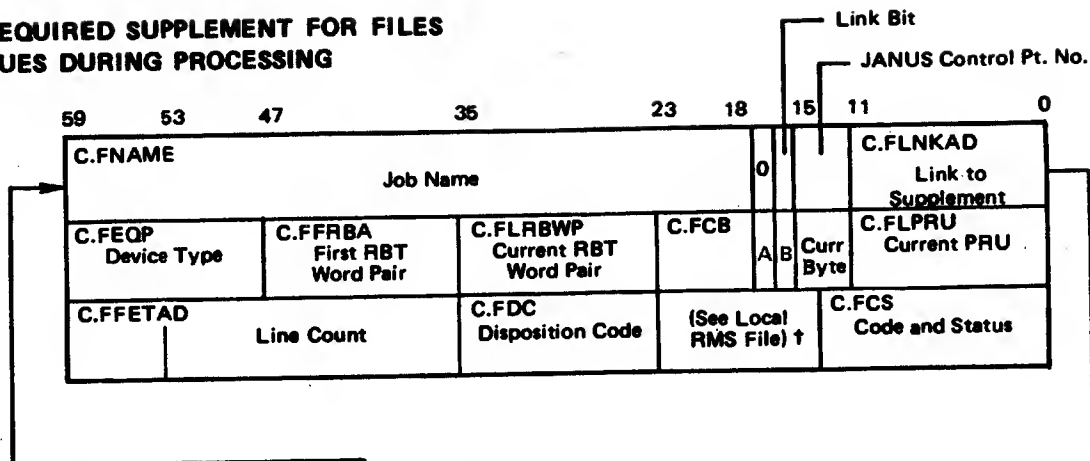 EQUIRED SUPPLEMENT FOR FILES
UES DURING PROCESSING
Link Bit
JANUS Control Pt. No.
59 53 47 35 23 18 15 11 0
C.FNAME
Job Name
0
C.FLNKAD
Link to
Supplement
C.FEQP
Device Type
C.FFRBA
First RBT
Word Pair
C.FLRBWP
Current RBT
Word Pair
C.FCB
A
B
Curr
Byte
C.FLPRU
Current PRU
C.FFETAD
Line Count
C.FDC
Disposition Code
(See Local
RMS File) †
C.FCS
Code and Status